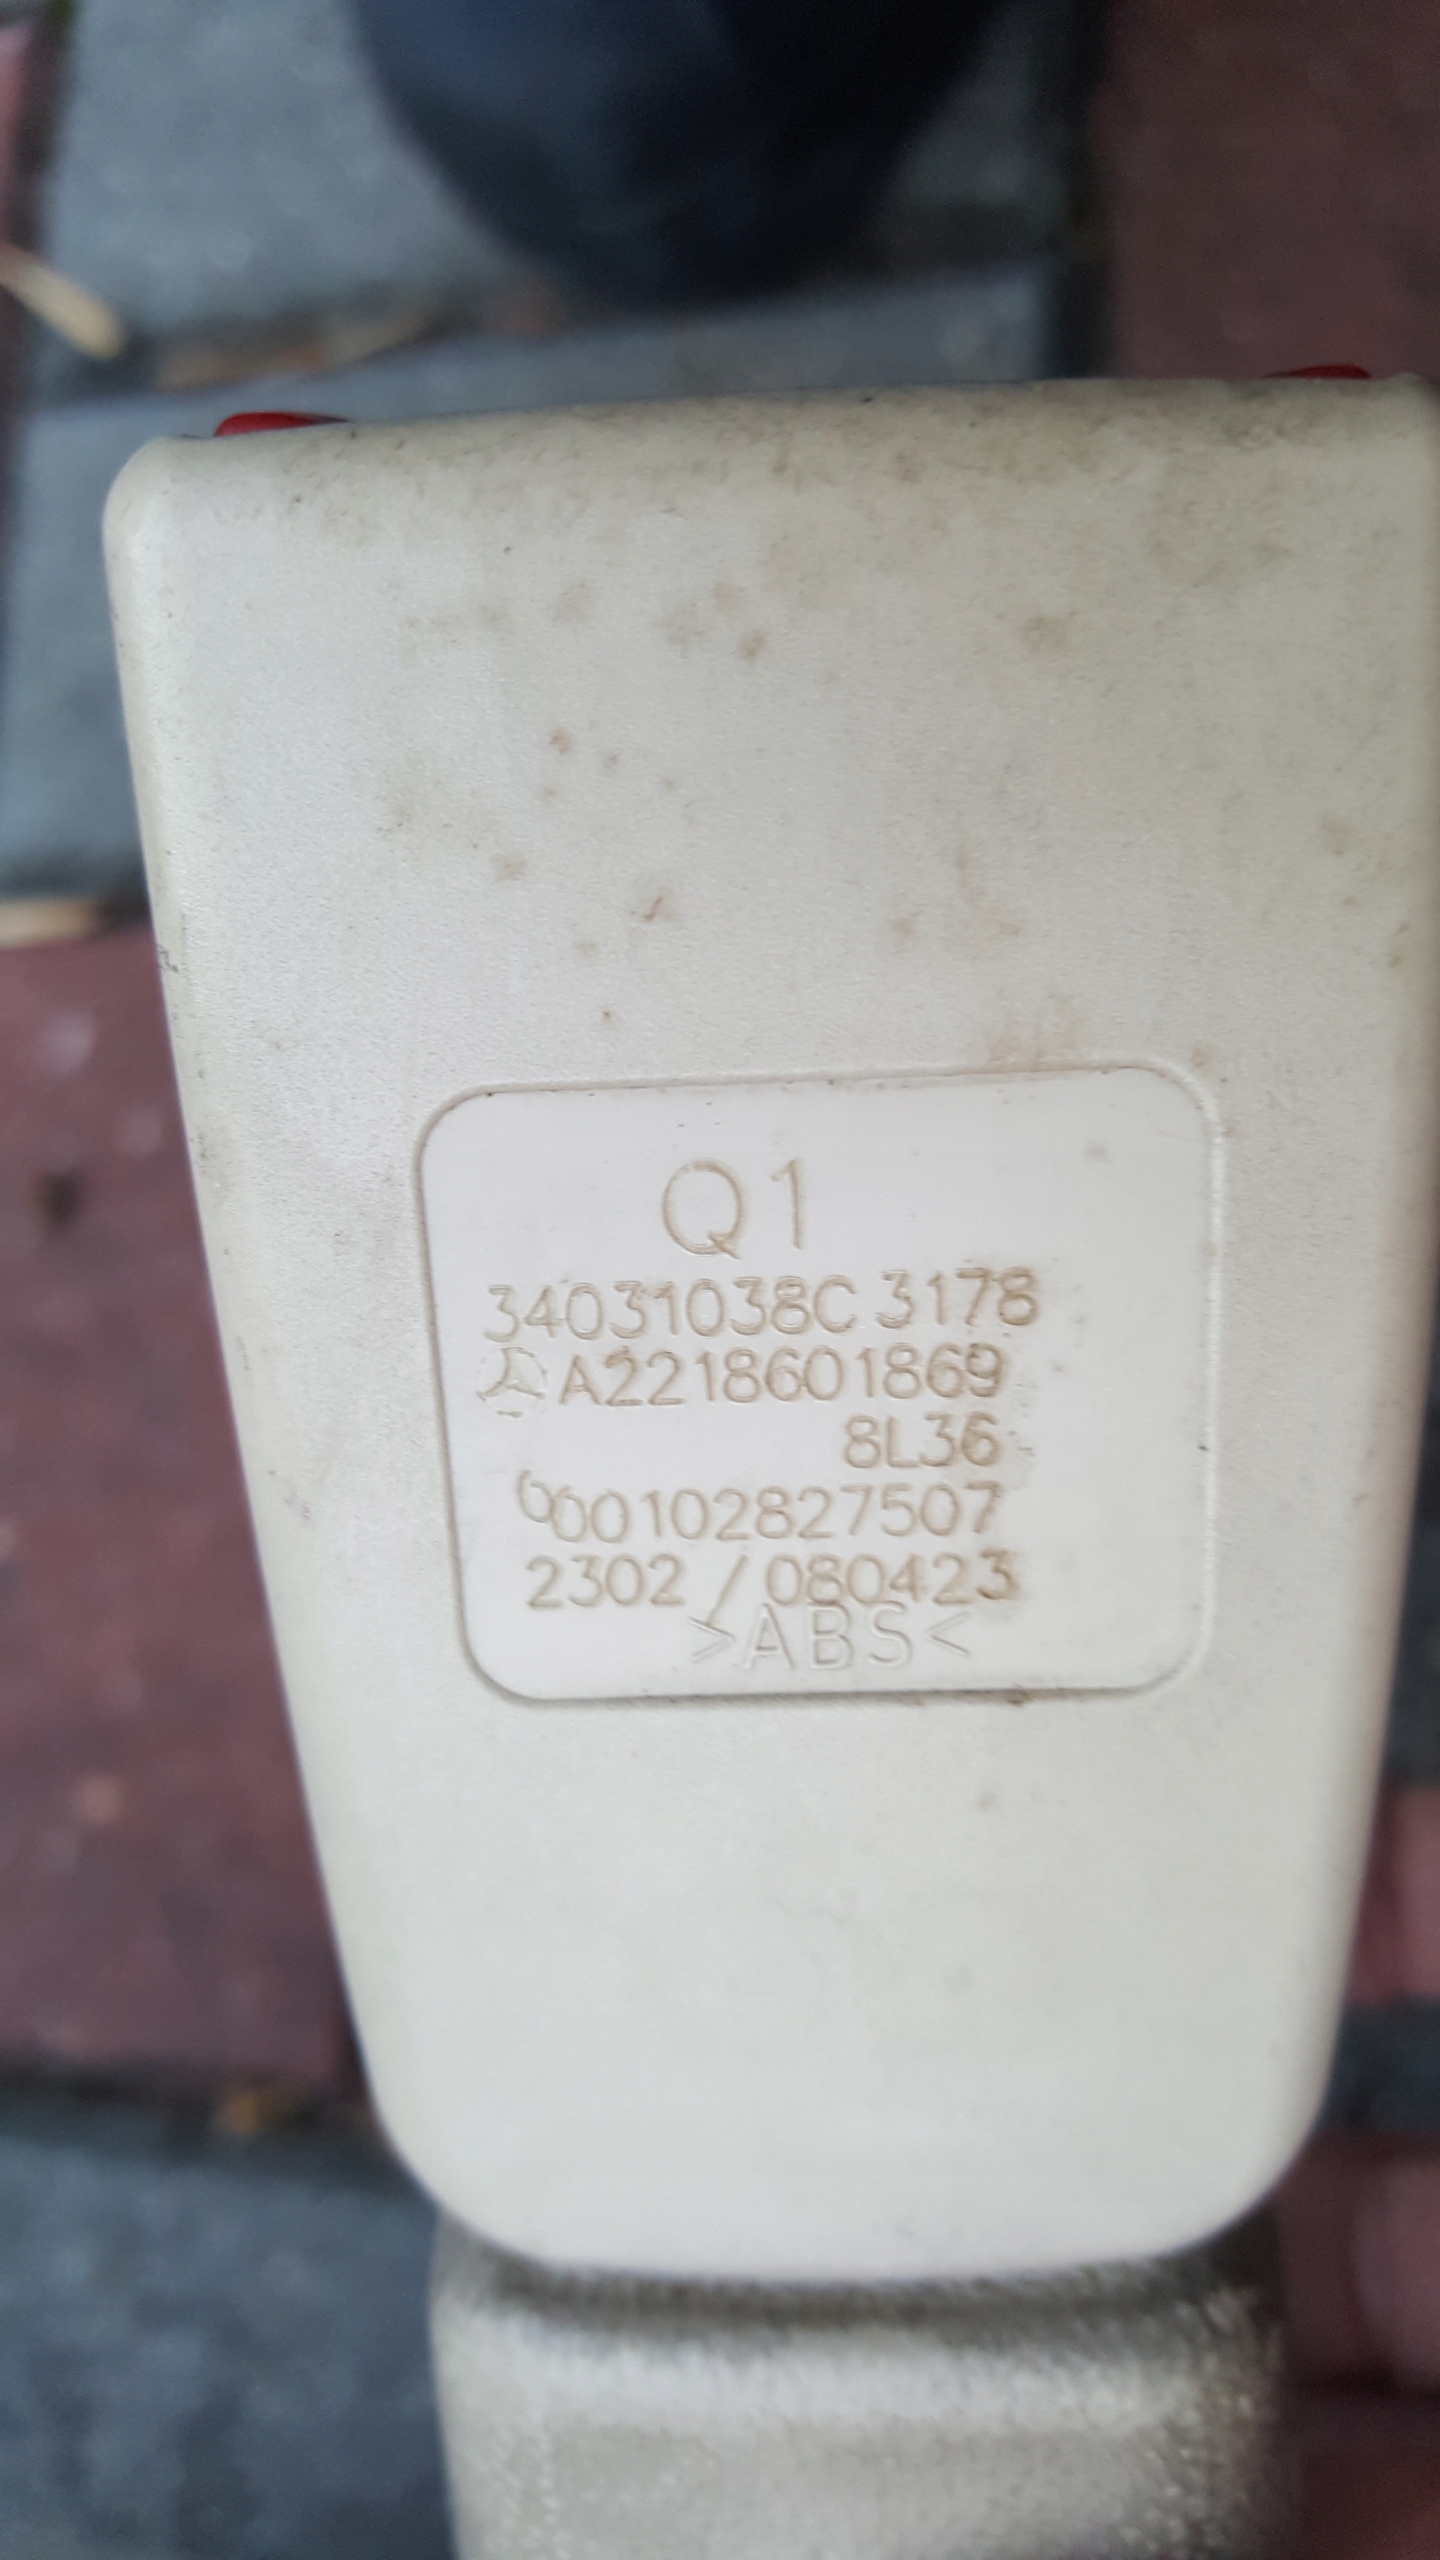 Q1
34031038C 3178
A2218601869
8L36
000102827507
2302 /080423
>ABS<